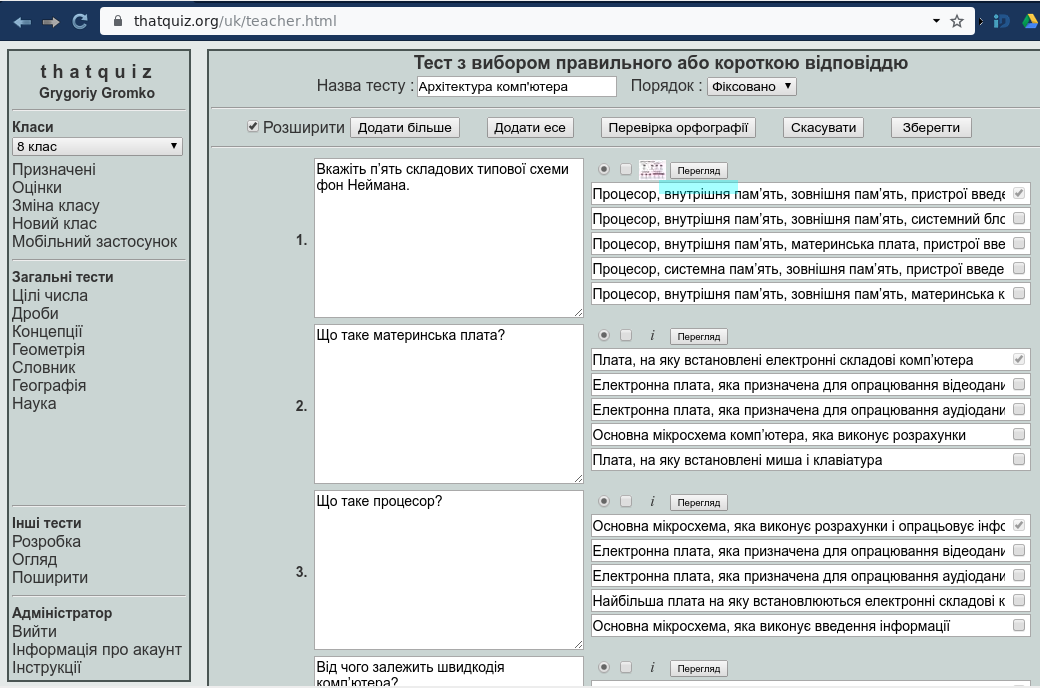 thatquiz.org/uk/teacher.html
thatquiz
Grygoriy Gromko
Класи
8 клас
Призначені
Оцінки
Зміна класу
Новий клас
Мобільний застосунок
Загальні тести
Цілі числа
Дроби
Концепції
Геометрія
Словник
Географія
Наука
Інші тести
Розробка
Огляд
Поширити
Адміністратор
Вийти
Інформація про акаунт
Інструкції
Тест з вибором правильного або короткою відповіддю
Назва тесту : Архітектура комп'ютера Порядок : Фіксовано
Розширити Додати більше Додати есе Перевірка орфографії Скасувати Зберегти
1.
Вкажіть п'ять складових типової схеми
фон Неймана.
Перегляд
Процесор, внутрішня пам'ять, зовнішня пам'ять, пристрої введе
Процесор, внутрішня пам'ять, зовнішня пам'ять, системний бло
Процесор, внутрішня пам'ять, материнська плата, пристрої вве
Процесор, системна пам'ять, зовнішня пам'ять, пристрої введе
Процесор, внутрішня пам'ять, зовнішня пам'ять, материнська к
2.
Що таке материнська плата?
i Перегляд
Плата, на яку встановлені електронні складові комп'ютера
Електронна плата, яка призначена для опрацювання відеодани
Електронна плата, яка призначена для опрацювання аудіодани
Основна мікросхема комп'ютера, яка виконує розрахунки
Плата, на яку встановлені миша і клавіатура
3.
Що таке процесор?
i Перегляд
Основна мікросхема, яка виконує розрахунки і опрацьовує інфо
Електронна плата, яка призначена для опрацювання відеодани
Електронна плата, яка призначена для опрацювання аудіодани
Найбільша плата на яку встановлюються електронні складові к
Основна мікросхема, яка виконує введення інформації
Від чого залежить швидкодія
комп'ютера?
i Перегляд